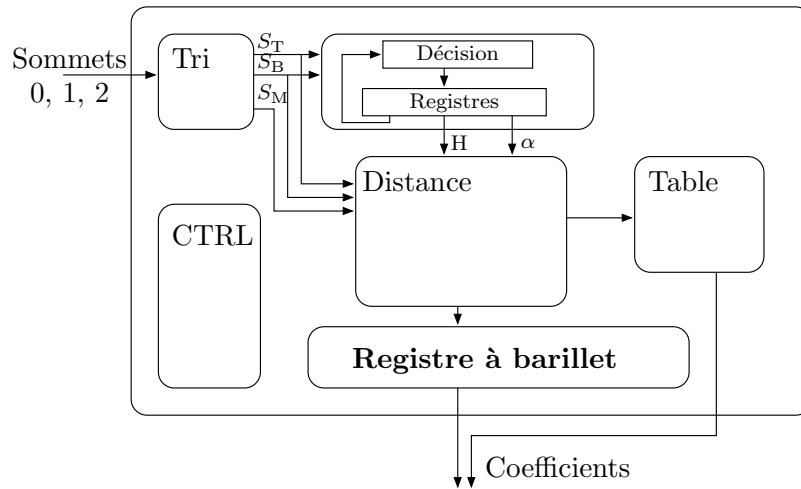 Sommets
0, 1, 2
Tri
S_T
S_B
S_M
Décision
Registres
H
α
Distance
Table
CTRL
Registre à barillet
Coefficients